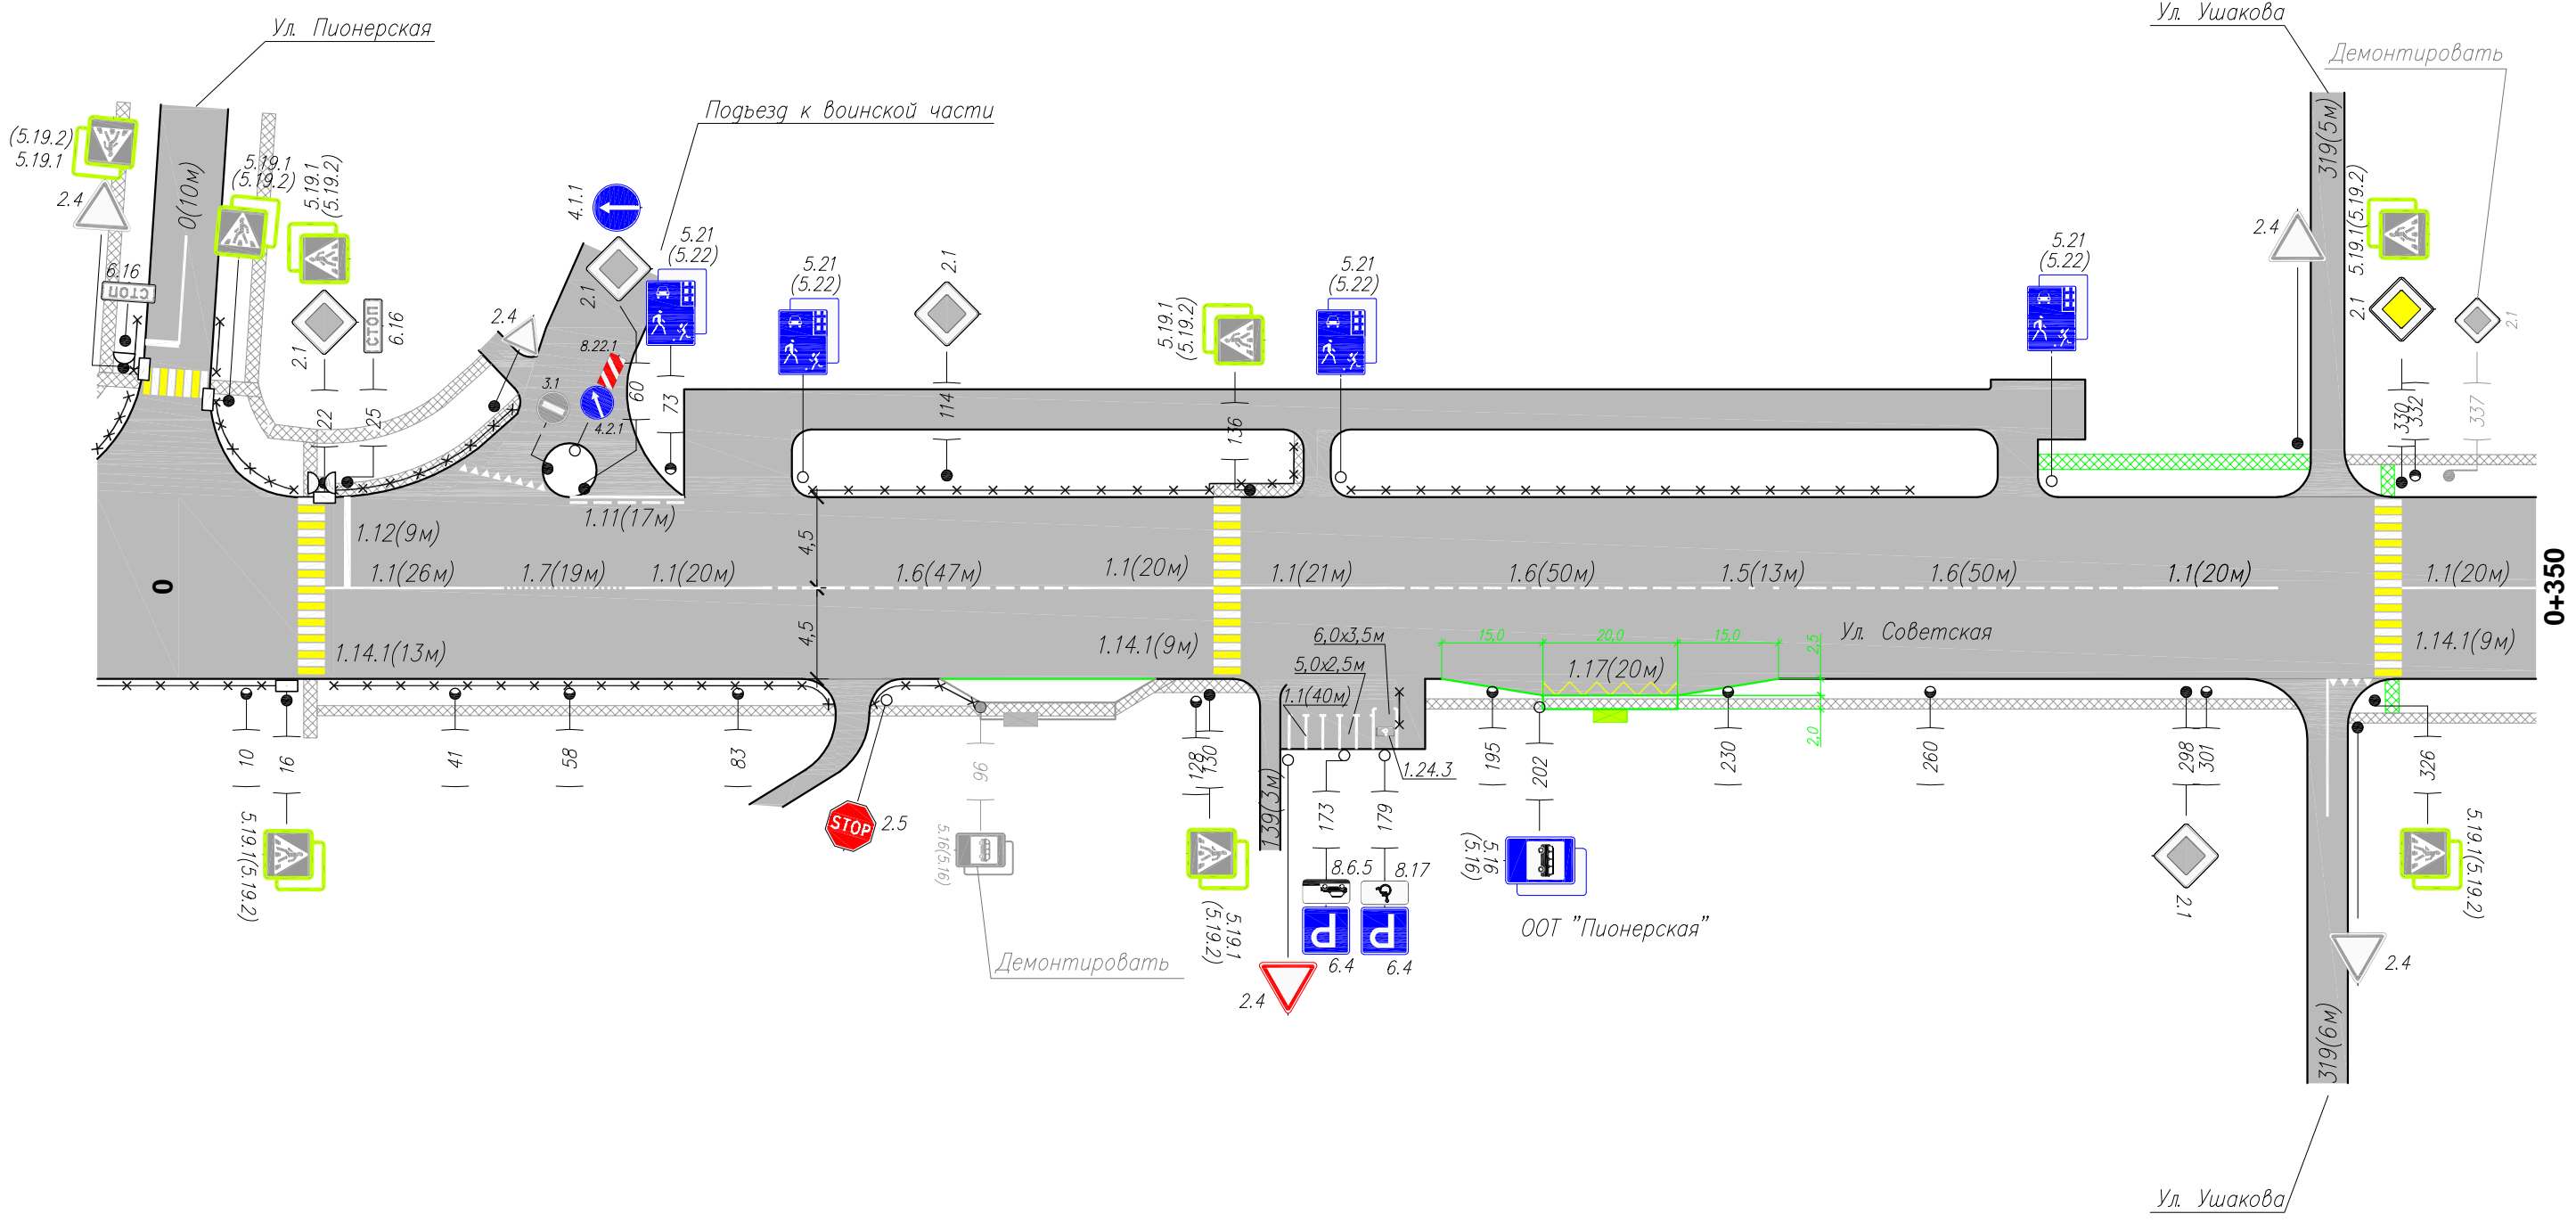 Ул. Пионерская
Ул. Ушакова
Демонтировать
Подъезд к воинской части
(5.19.2)
5.19.1
2.4
6.16
СТОП
0(10м)
5.19.1
(5.19.2)
5.19.1
(5.19.2)
2.1
СТОП
6.16
22
25
2.4
4.1.1
2.1
8.22.1
3.1
4.2.1
60
5.21
(5.22)
73
5.21
(5.22)
2.1
114
5.19.1
(5.19.2)
136
5.21
(5.22)
5.21
(5.22)
2.4
319(5м)
5.19.1(5.19.2)
2.1
330
332
2.1
337
0
1.12(9м)
1.11(17м)
1.1(26м)
1.7(19м)
1.1(20м)
4,5
1.6(47м)
1.1(20м)
1.1(21м)
1.6(50м)
1.5(13м)
1.6(50м)
1.1(20м)
1.1(20м)
0+350
1.14.1(13м)
4,5
1.14.1(9м)
6,0х3,5м
5,0х2,5м
1.1(40м)
15,0
20,0
15,0
1.17(20м)
2,5
2,0
Ул. Советская
1.14.1(9м)
10
16
41
58
83
96
128
130
139(3м)
173
179
1.24.3
195
202
230
260
298
301
326
5.19.1(5.19.2)
STOP
2.5
5.16(5.16)
Демонтировать
5.19.1
(5.19.2)
2.4
8.6.5
P
6.4
8.17
P
6.4
5.16
(5.16)
ООТ "Пионерская"
2.1
5.19.1(5.19.2)
2.4
319(6м)
Ул. Ушакова